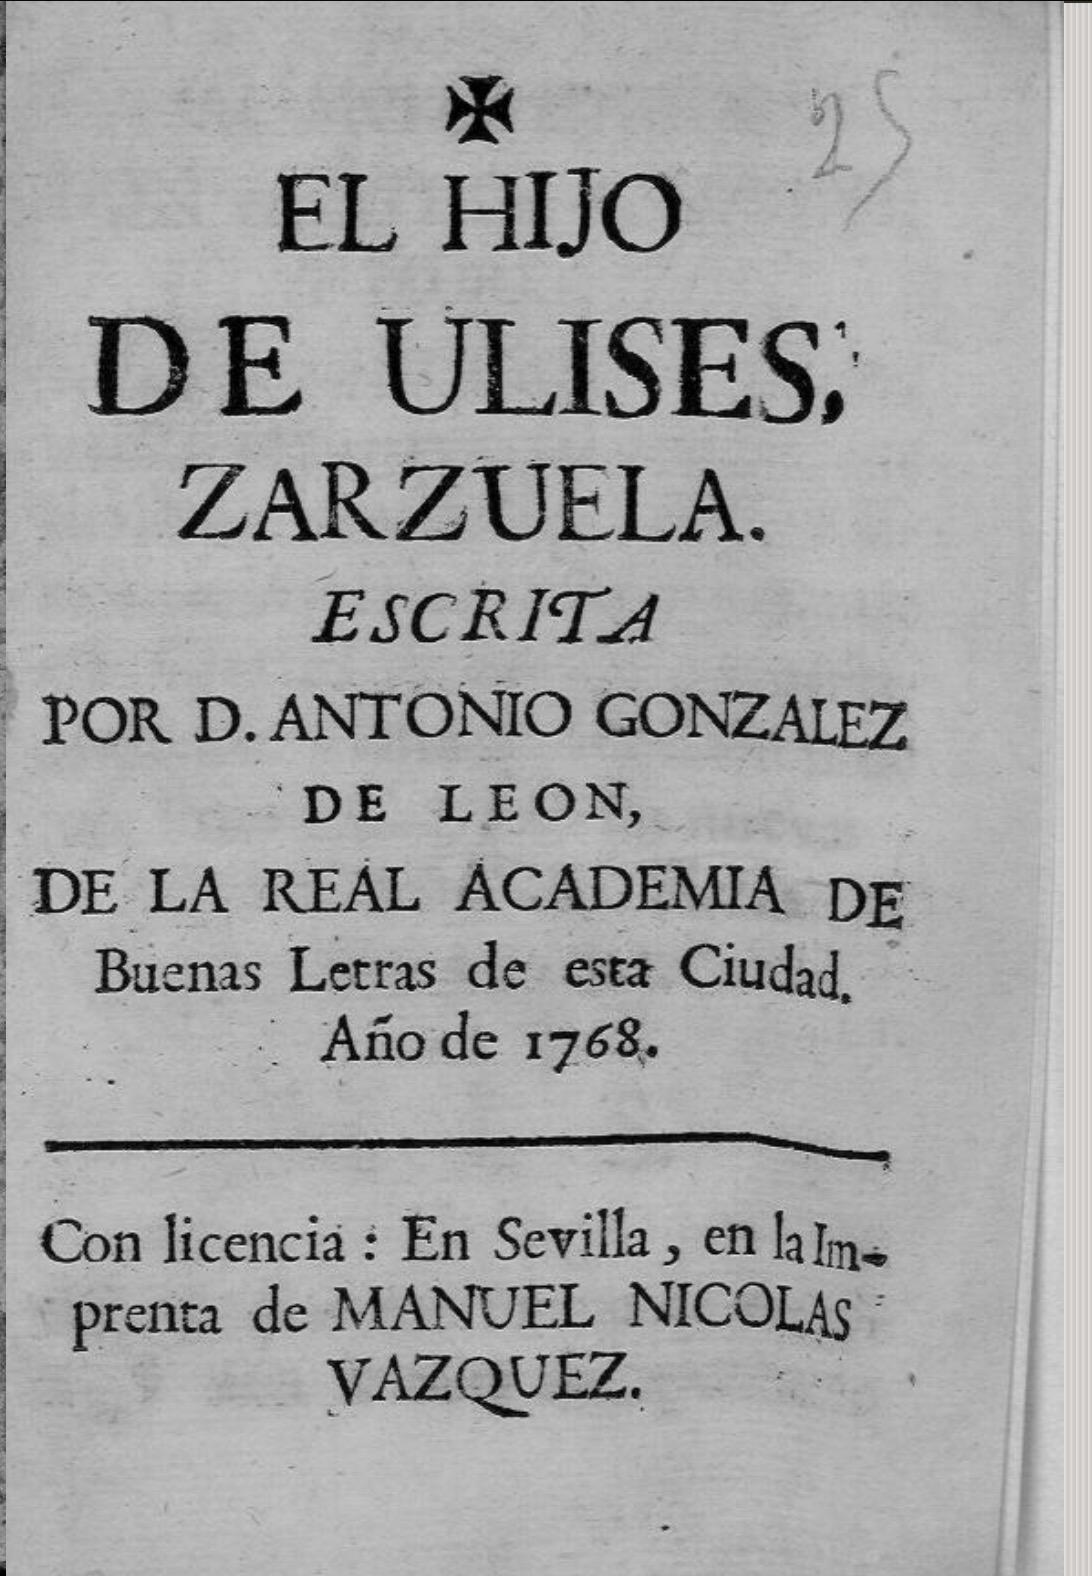 ✠
25
EL HIJO
DE ULISES,
ZARZUELA.
ESCRITA
POR D. ANTONIO GONZALEZ
DE LEON,
DE LA REAL ACADEMIA DE
Buenas Letras de esta Ciudad.
Año de 1768.
Con licencia : En Sevilla , en la Im-
prenta de MANUEL NICOLAS
VAZQUEZ.